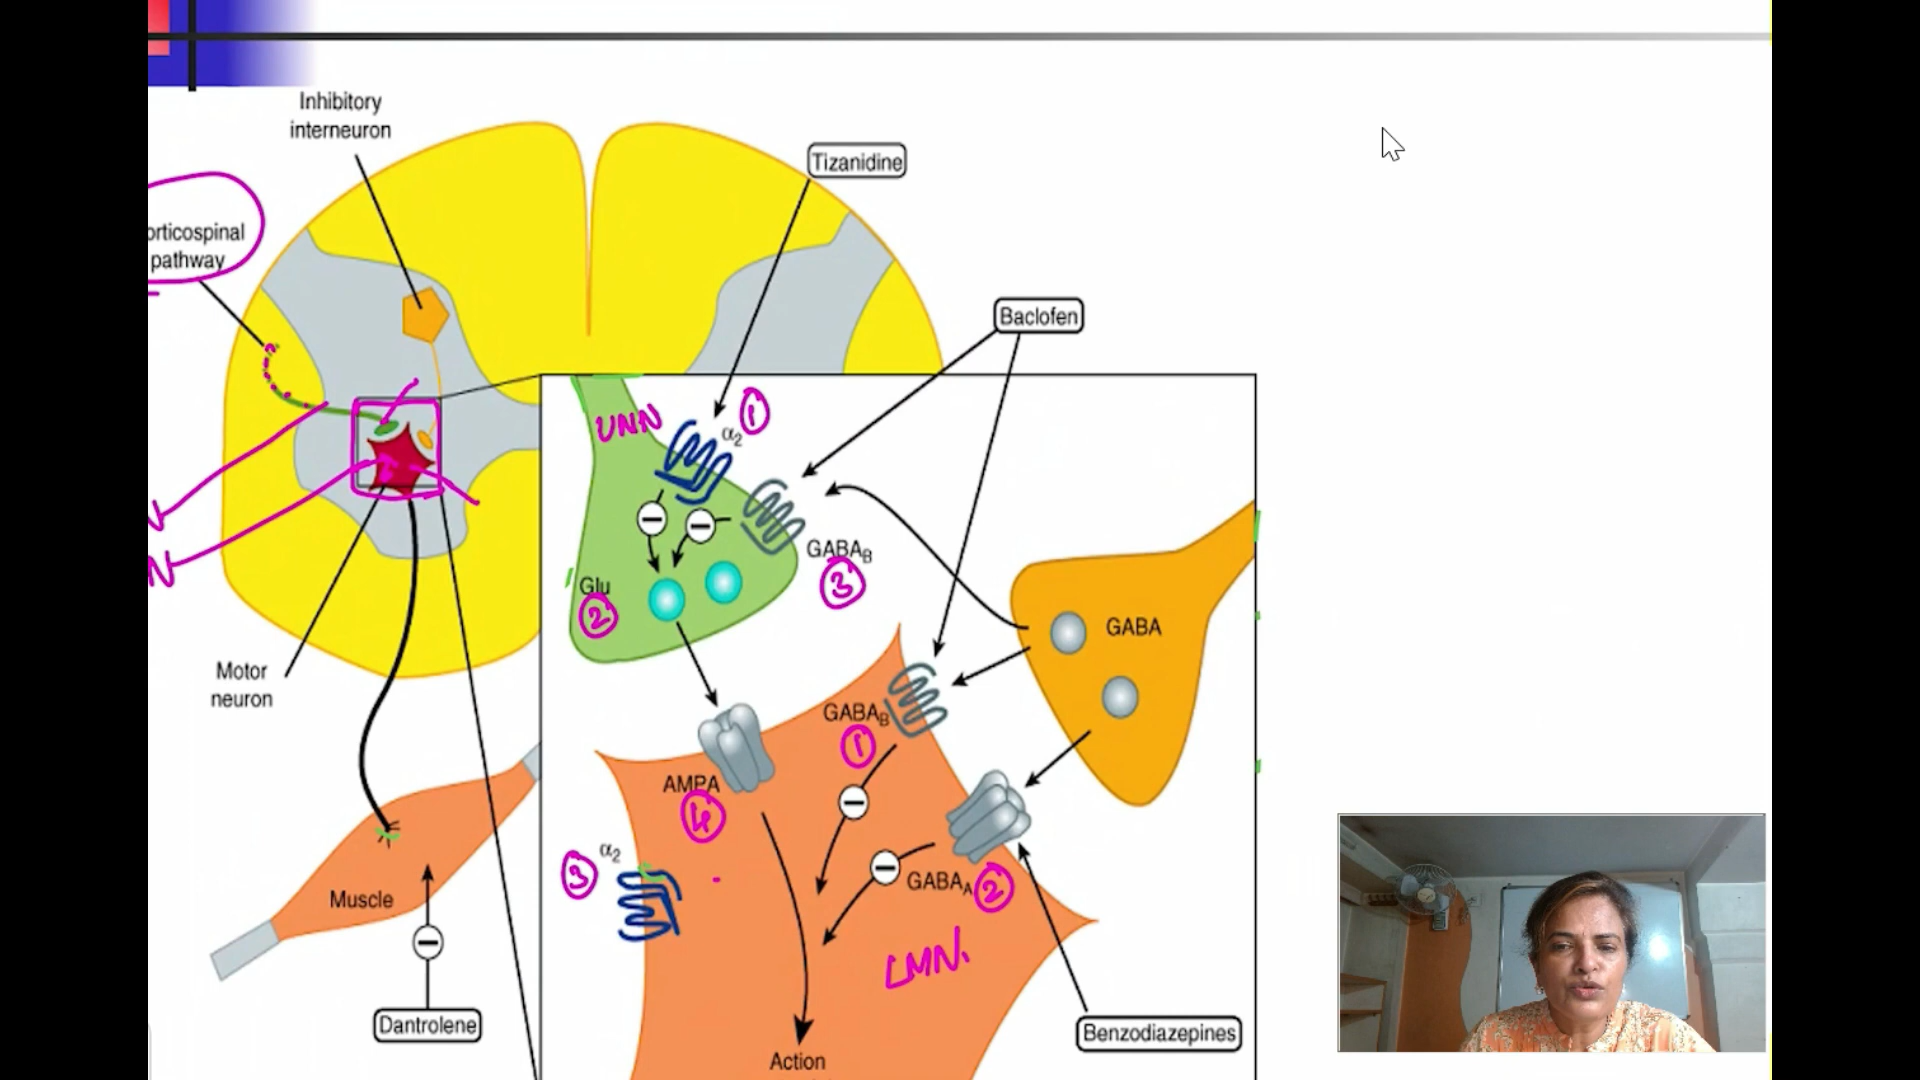 Inhibitory
interneuron
Tizanidine
orticospinal
pathway
Baclofen
UNN
α2
1
GABAB
3
Glu
2
GABA
N
N
Motor
neuron
GABAB
1
AMPA
4
α2
3
GABAA
2
Muscle
LMN.
Dantrolene
Benzodiazepines
Action